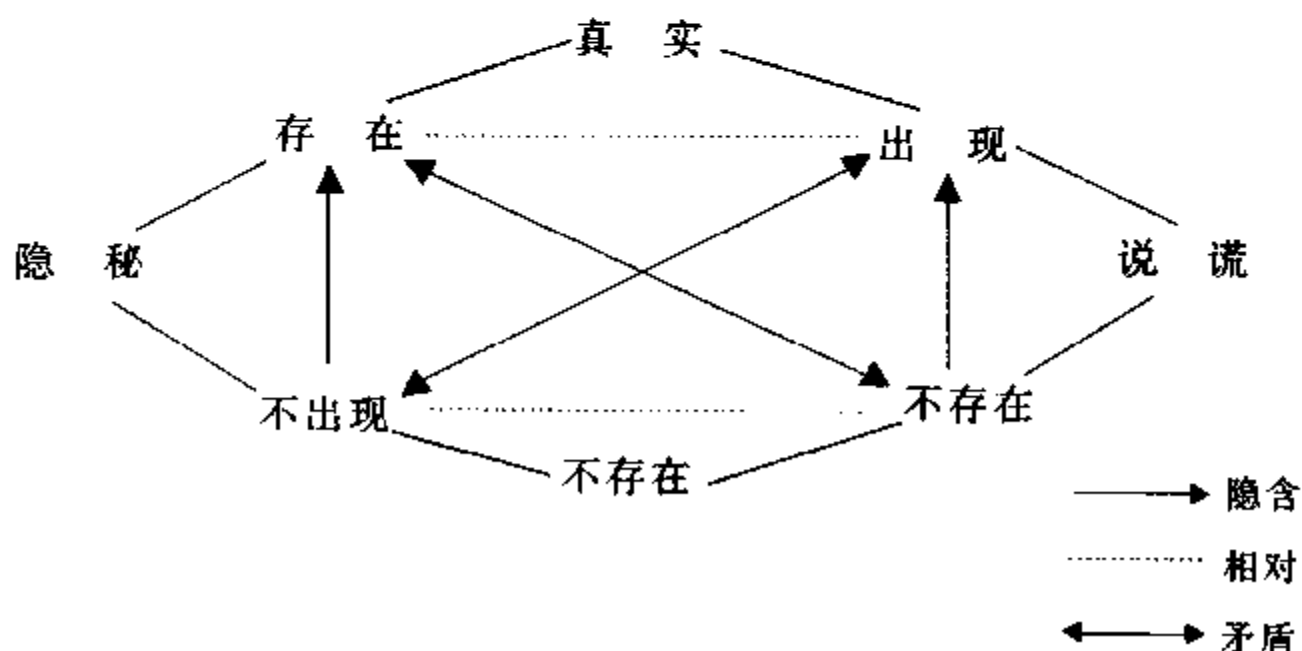 真 实
存 在
出 现
隐 秘
说 谎
不出现
不存在
不存在
隐含
相对
矛盾